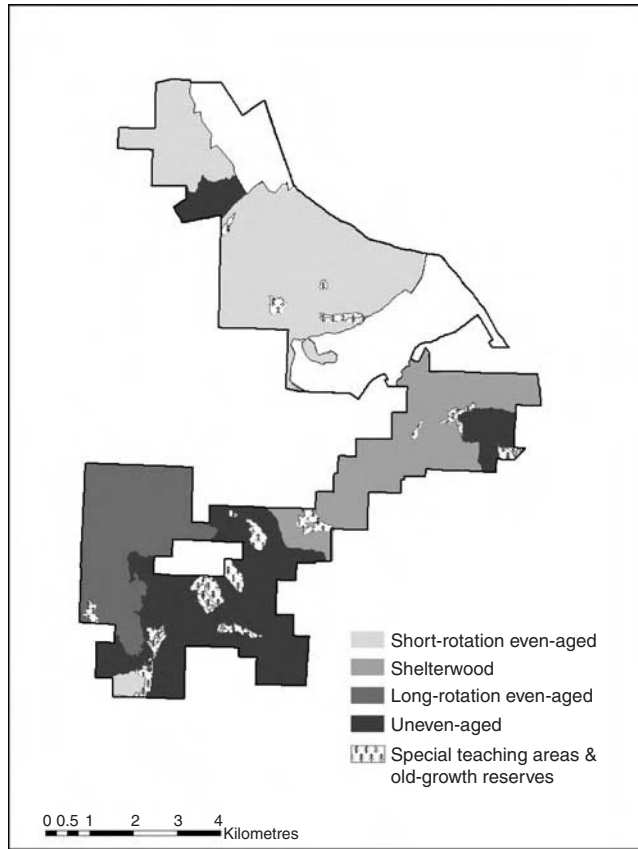 Short-rotation even-aged
Shelterwood
Long-rotation even-aged
Uneven-aged
Special teaching areas &
old-growth reserves
0 0.5 1 2 3 4
Kilometres